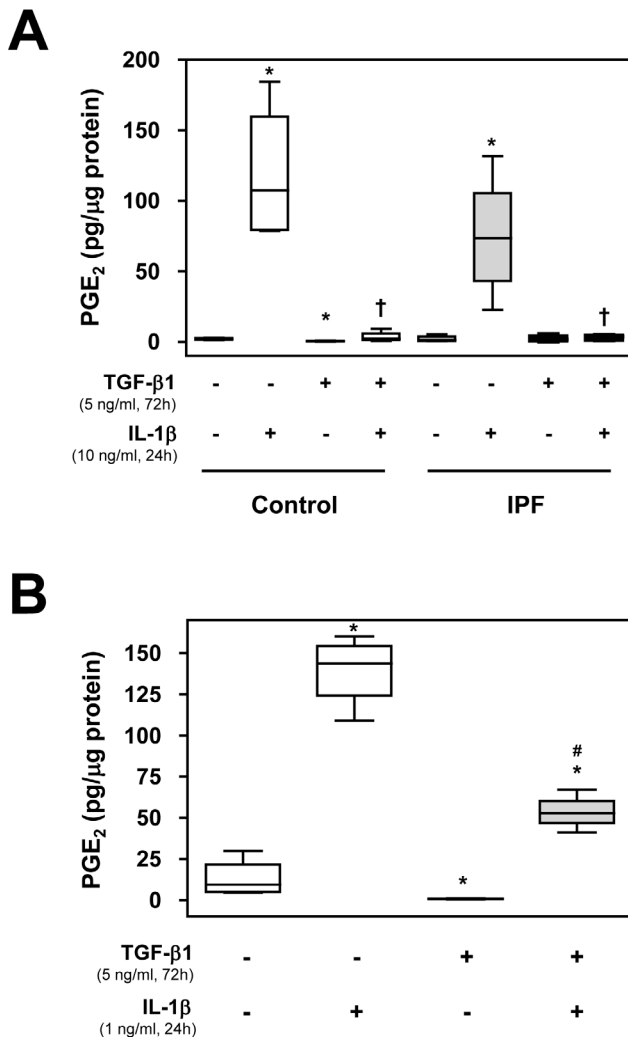 A
200
*
150
*
PGE₂ (pg/μg protein)
100
50
*
†
†
0
TGF-β1 - - + + - - + +
(5 ng/ml, 72h)
IL-1β - + - + - + - +
(10 ng/ml, 24h)
Control IPF
B
*
150
125
PGE₂ (pg/μg protein)
100
#
75
*
50
25
*
0
TGF-β1 - - + +
(5 ng/ml, 72h)
IL-1β - + - +
(1 ng/ml, 24h)